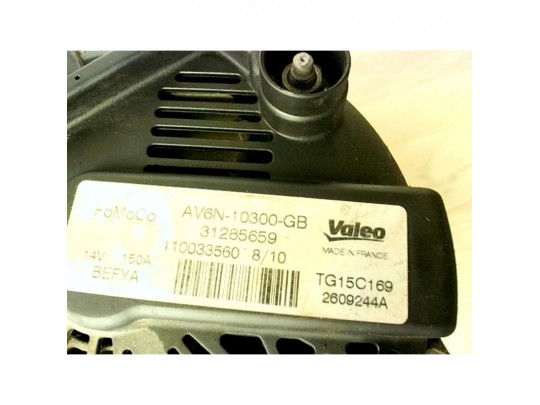 FoMoCo AV6N-10300-GB Valeo
31285659 MADE IN FRANCE
14V 150A 110033560 8/10 TG15C169
BEFYA 2609244A